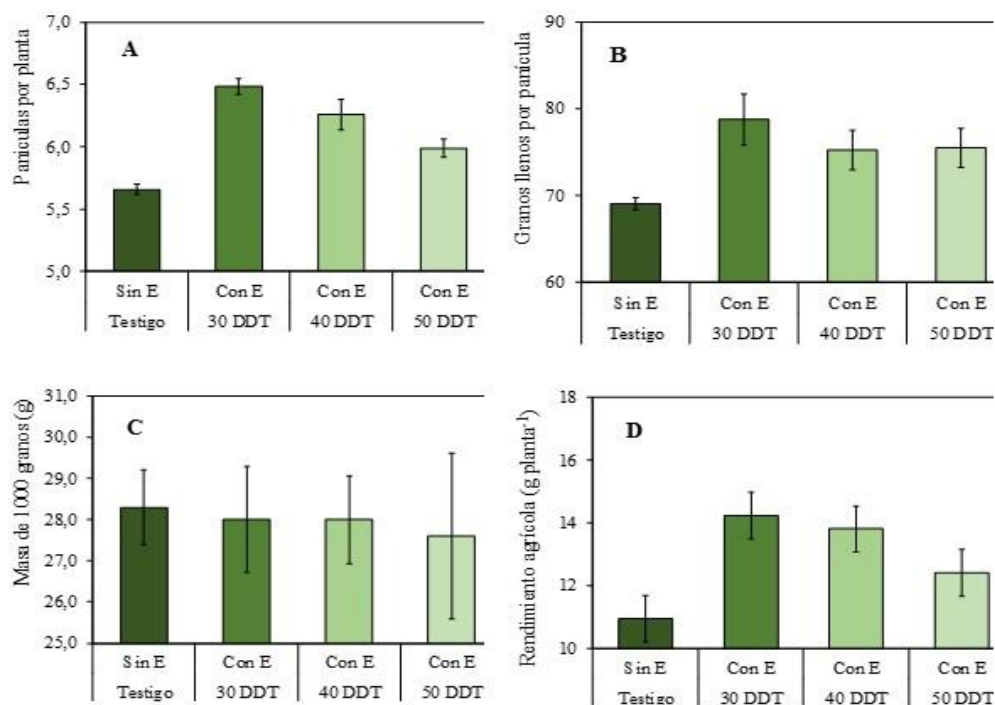 Panículas por planta
7,0
6,5
6,0
5,5
5,0
A
Sin E Con E Con E Con E
Testigo 30 DDT 40 DDT 50 DDT
Granos llenos por panícula
90
80
70
60
B
Sin E Con E Con E Con E
Testigo 30 DDT 40 DDT 50 DDT
Masa de 1000 granos (g)
31,0
30,0
29,0
28,0
27,0
26,0
25,0
C
Sin E Con E Con E Con E
Testigo 30 DDT 40 DDT 50 DDT
Rendimiento agrícola (g planta⁻¹)
18
16
14
12
10
D
Sin E Con E Con E Con E
Testigo 30 DDT 40 DDT 50 DDT